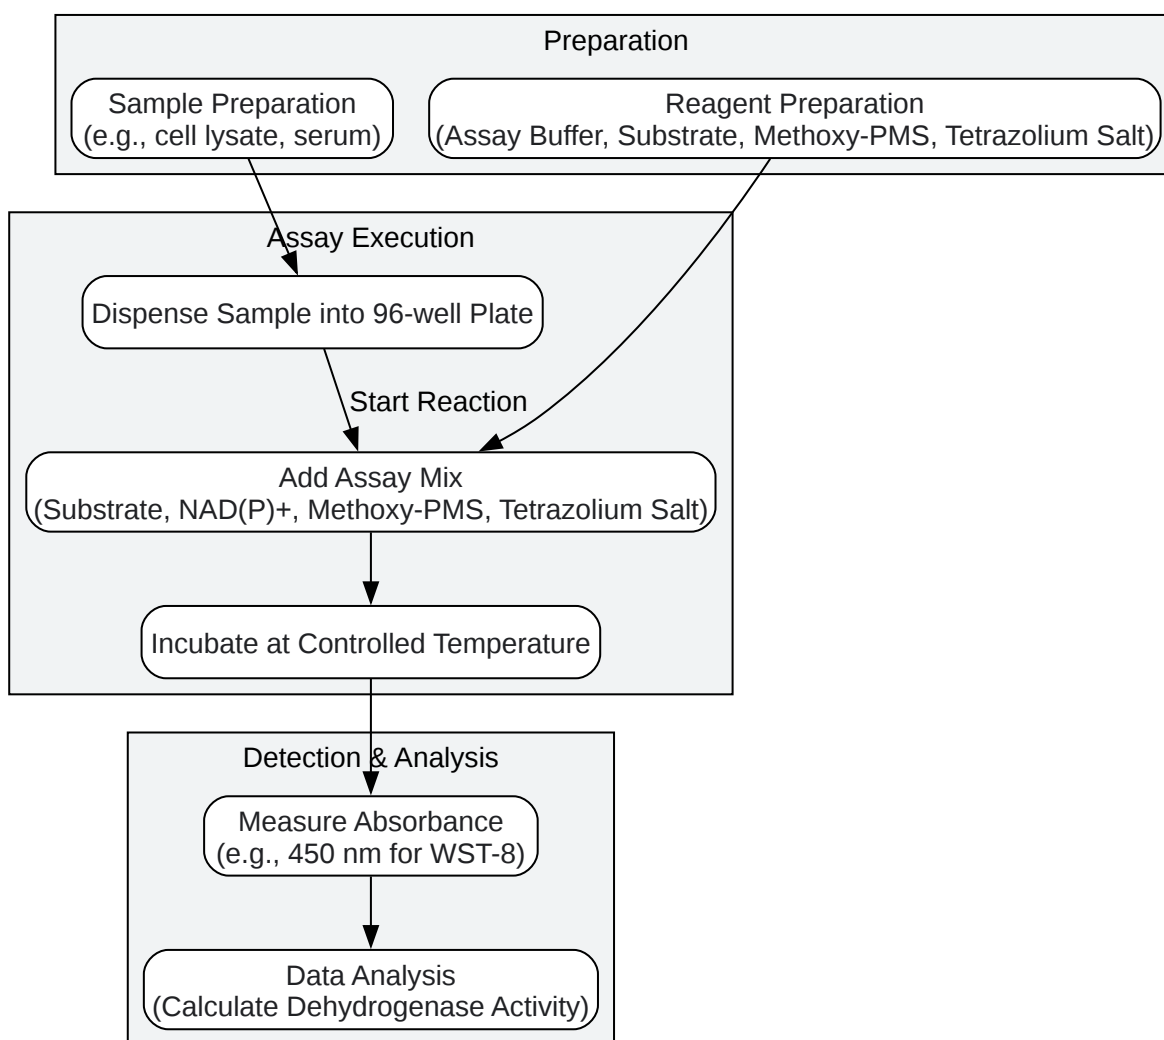 Preparation
Sample Preparation
(e.g., cell lysate, serum)
Reagent Preparation
(Assay Buffer, Substrate, Methoxy-PMS, Tetrazolium Salt)
Assay Execution
Dispense Sample into 96-well Plate
Start Reaction
Add Assay Mix
(Substrate, NAD(P)+, Methoxy-PMS, Tetrazolium Salt)
Incubate at Controlled Temperature
Detection & Analysis
Measure Absorbance
(e.g., 450 nm for WST-8)
Data Analysis
(Calculate Dehydrogenase Activity)